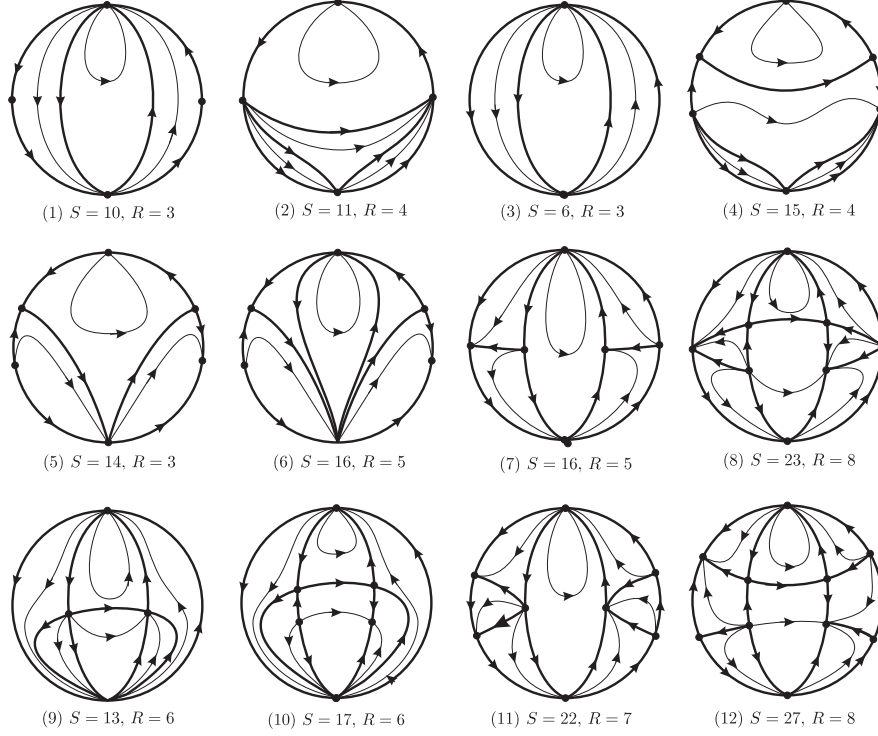 (1) S = 10, R = 3
(2) S = 11, R = 4
(3) S = 6, R = 3
(4) S = 15, R = 4
(5) S = 14, R = 3
(6) S = 16, R = 5
(7) S = 16, R = 5
(8) S = 23, R = 8
(9) S = 13, R = 6
(10) S = 17, R = 6
(11) S = 22, R = 7
(12) S = 27, R = 8